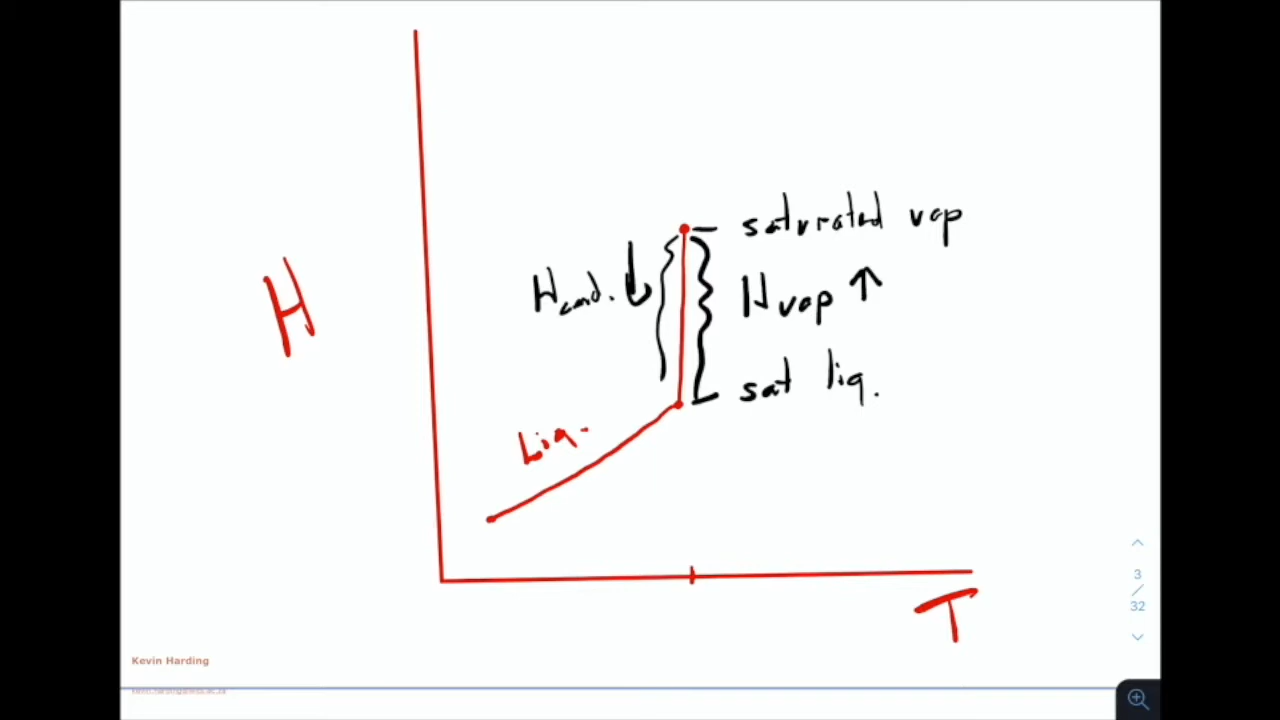 saturated vap
H
Hcond. ↓
Hvap ↑
sat liq.
Liq.
T
3
/
32
Kevin Harding